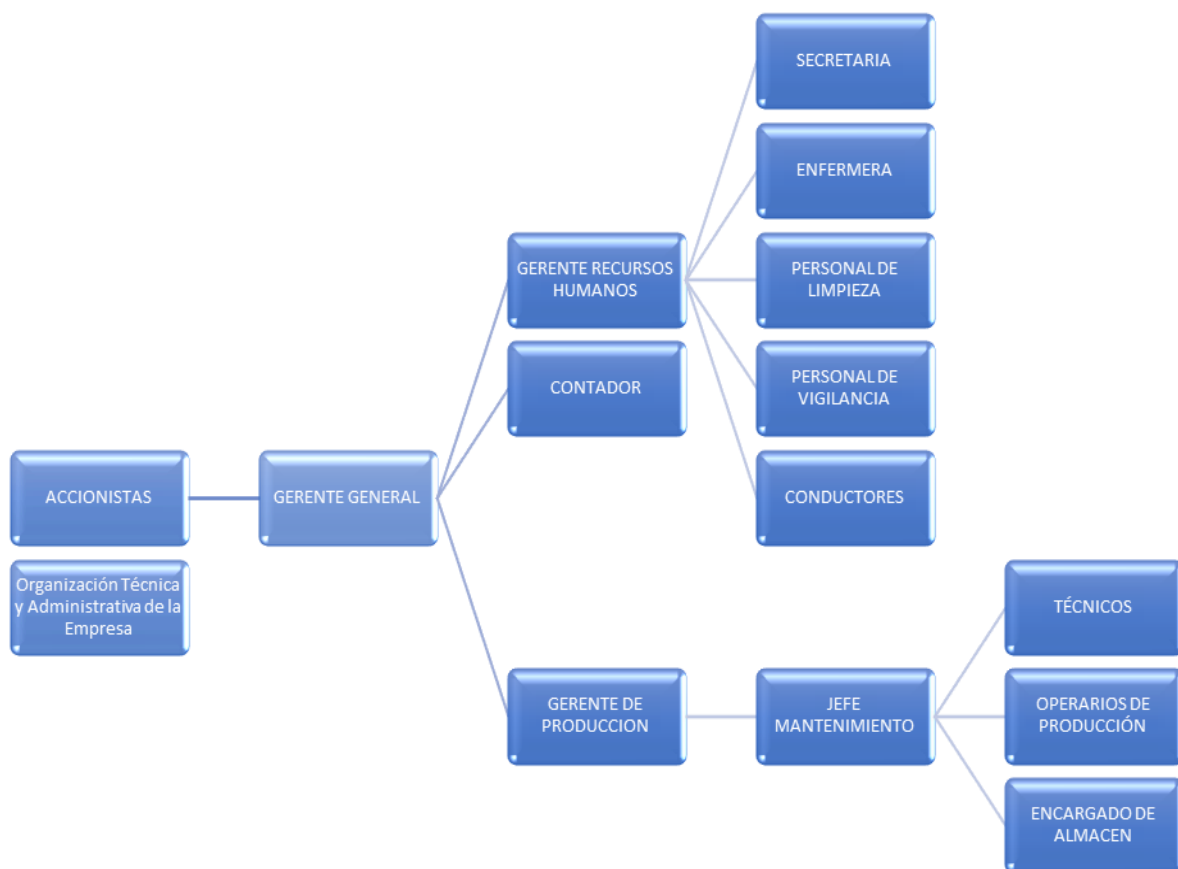 SECRETARIA
ENFERMERA
GERENTE RECURSOS
HUMANOS
PERSONAL DE
LIMPIEZA
CONTADOR
PERSONAL DE
VIGILANCIA
ACCIONISTAS
GERENTE GENERAL
CONDUCTORES
Organización Técnica
y Administrativa de la
Empresa
TÉCNICOS
GERENTE DE
PRODUCCION
JEFE
MANTENIMIENTO
OPERARIOS DE
PRODUCCIÓN
ENCARGADO DE
ALMACEN